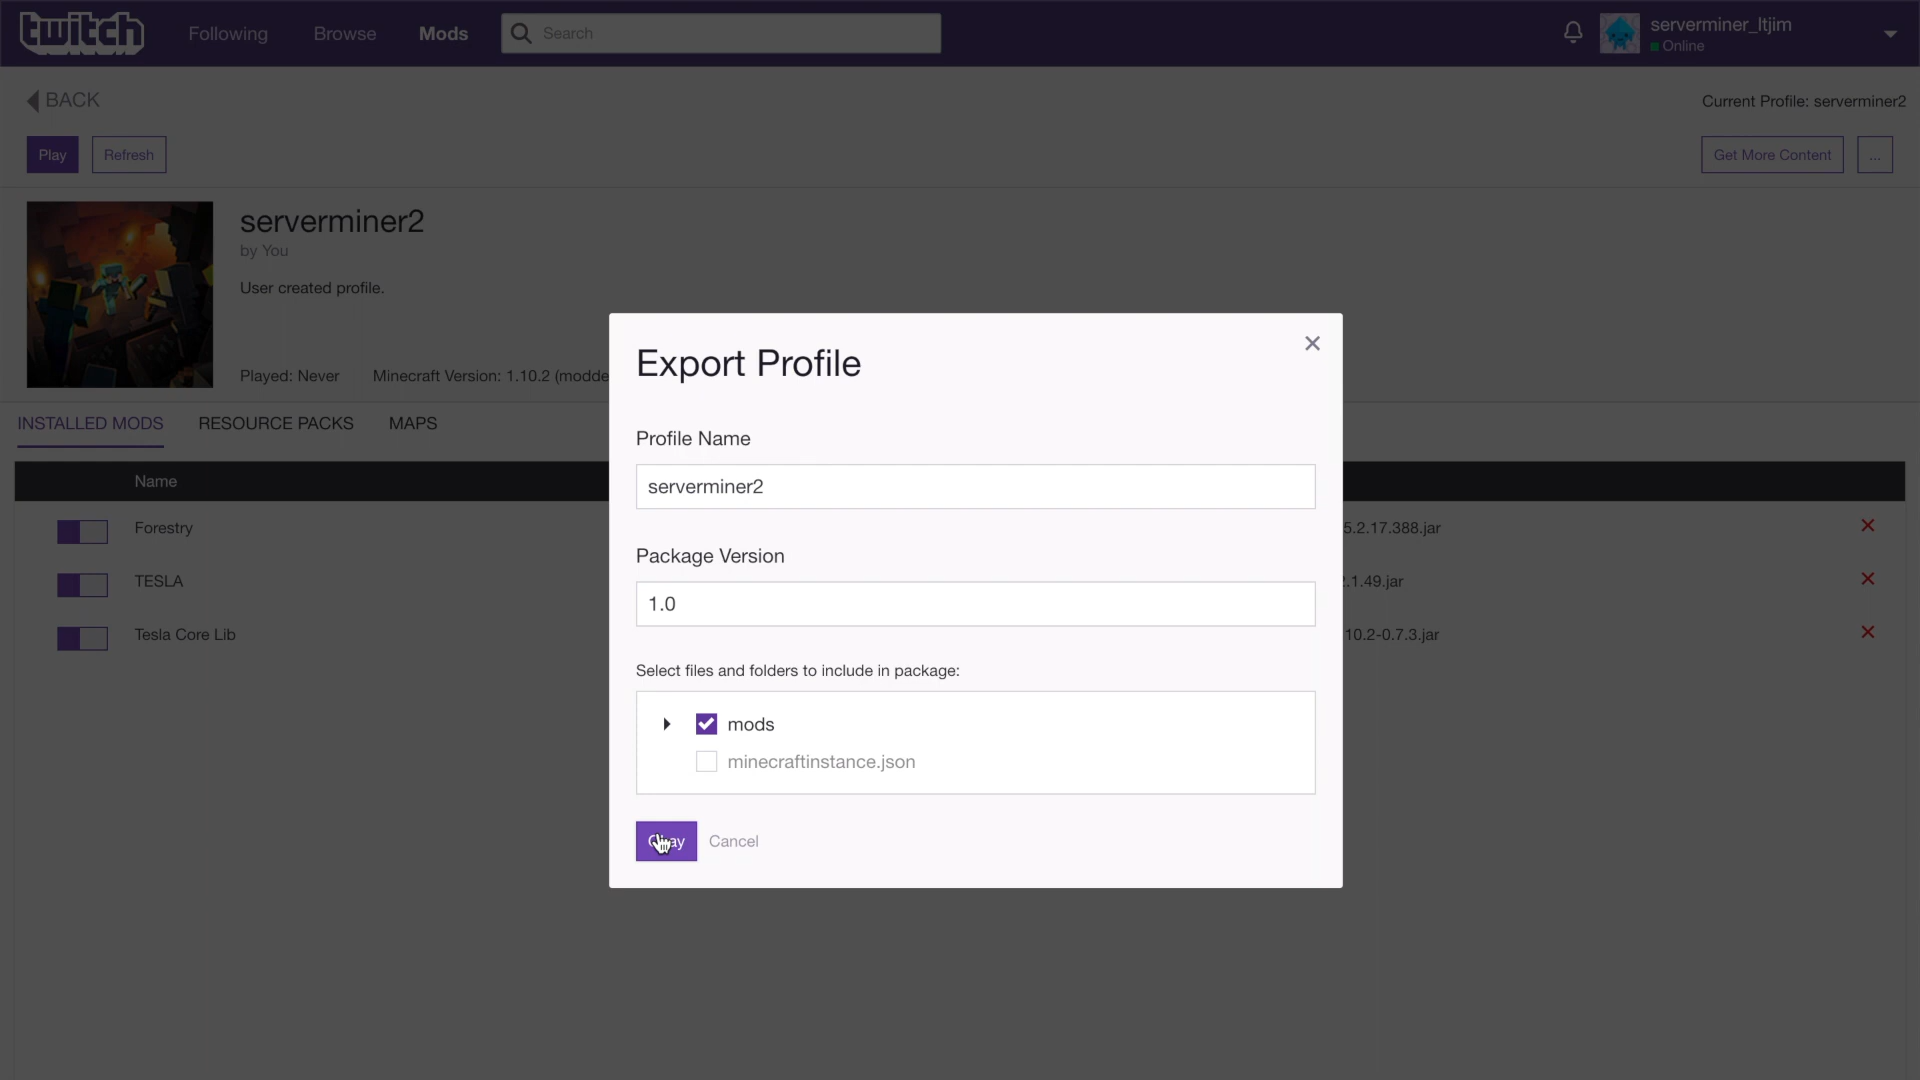 twitch Following Browse Mods Search serverminer_ltjim
Online
BACK Current Profile: serverminer2
Play Refresh Get More Content ...
serverminer2
by You
User created profile.
Played: Never Minecraft Version: 1.10.2 (modde
Export Profile
Profile Name
serverminer2
Package Version
1.0
Select files and folders to include in package:
mods
minecraftinstance.json
Cancel
INSTALLED MODS RESOURCE PACKS MAPS
Name
Forestry 5.2.17.388.jar
TESLA .1.49.jar
Tesla Core Lib 10.2-0.7.3.jar